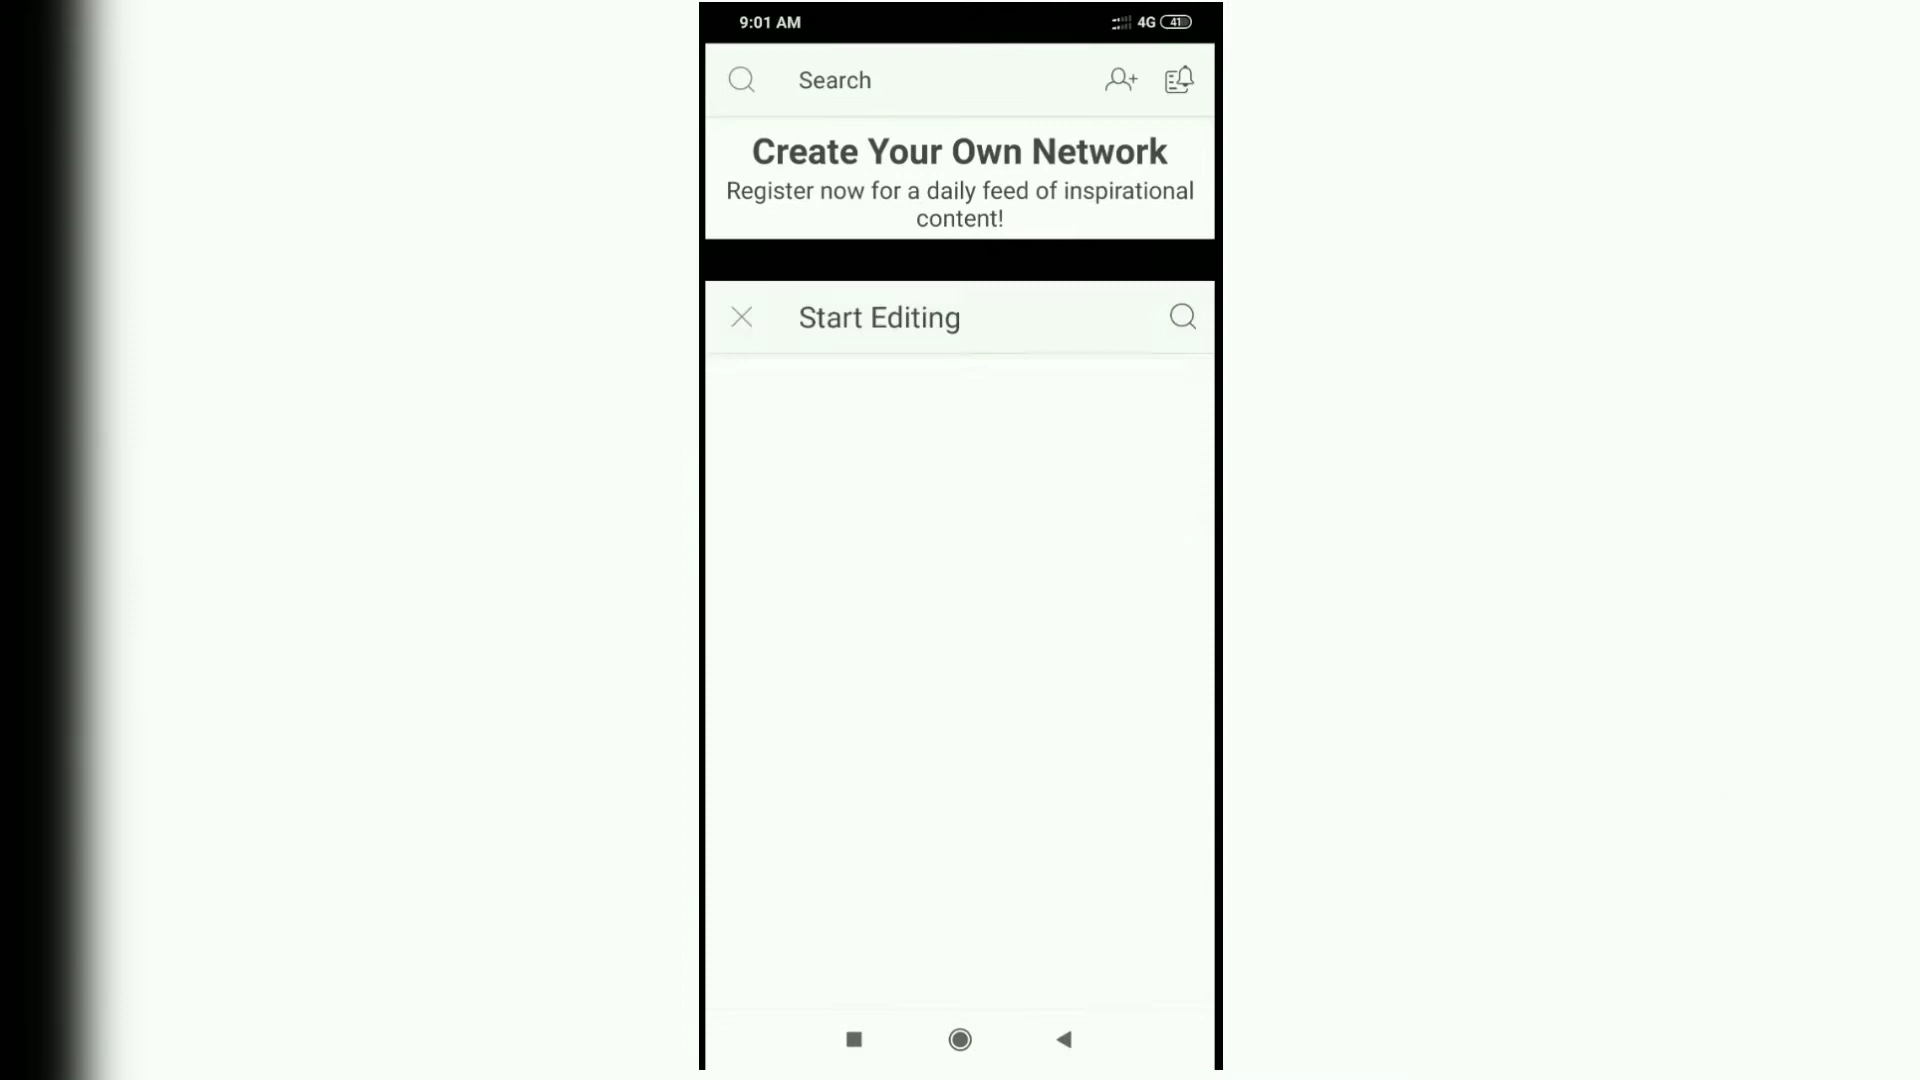 9:01 AM
4G 41
Search
Create Your Own Network
Register now for a daily feed of inspirational
content!
Start Editing